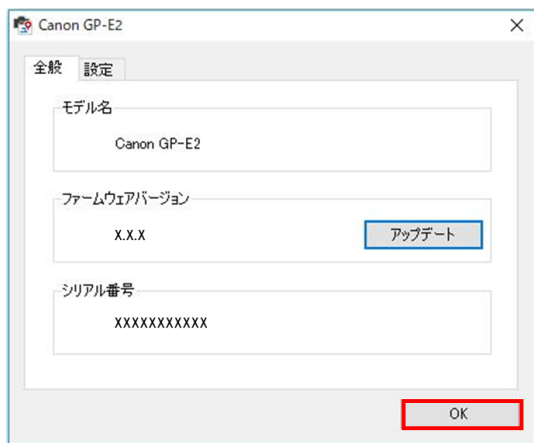 Canon GP-E2
全般 設定
モデル名
Canon GP-E2
ファームウェアバージョン
X.X.X アップデート
シリアル番号
XXXXXXXXXXX
OK